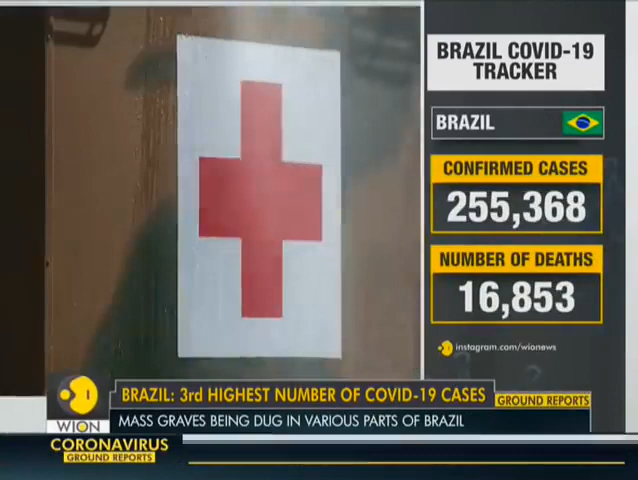 BRAZIL COVID-19
TRACKER
BRAZIL
CONFIRMED CASES
255,368
NUMBER OF DEATHS
16,853
instagram.com/wionews
BRAZIL: 3rd HIGHEST NUMBER OF COVID-19 CASES
GROUND REPORTS
MASS GRAVES BEING DUG IN VARIOUS PARTS OF BRAZIL
WION
CORONAVIRUS
GROUND REPORTS